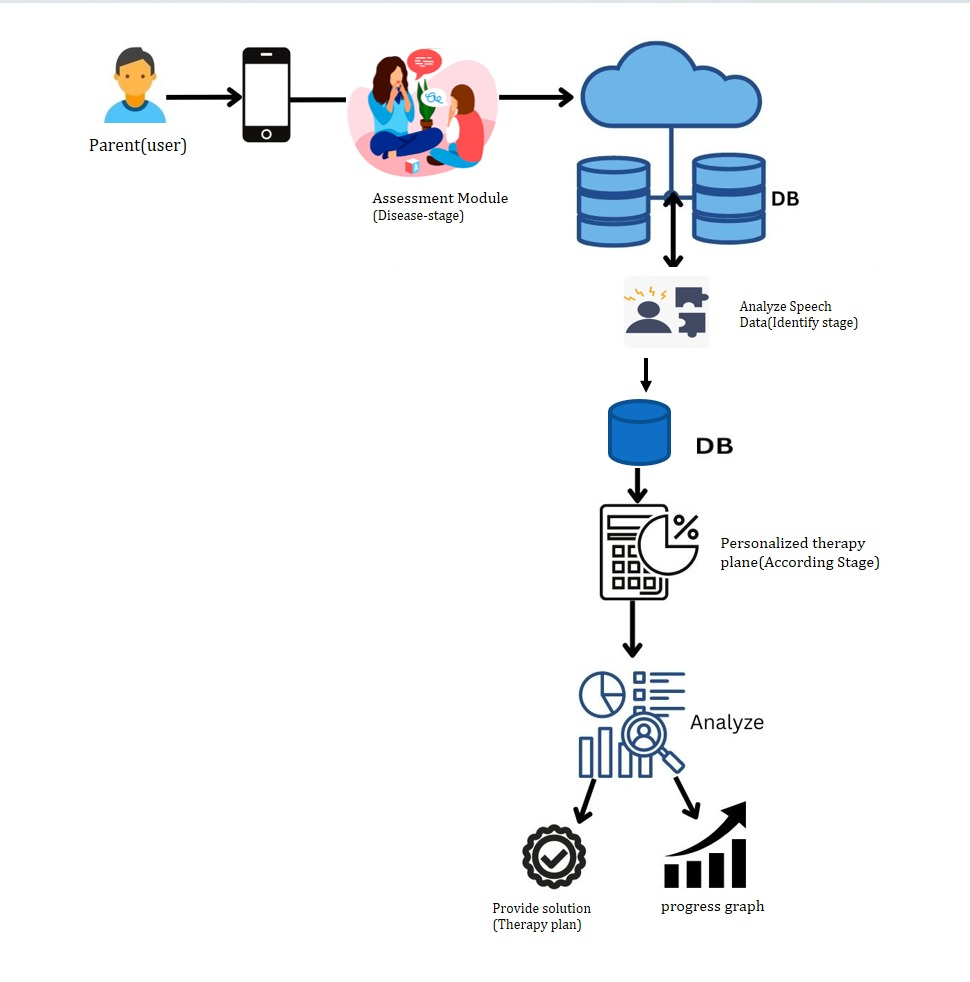 Parent(user)
Assessment Module
(Disease-stage)
DB
Analyze Speech
Data(Identify stage)
DB
%
Personalized therapy
plane(According Stage)
Analyze
Provide solution
(Therapy plan)
progress graph